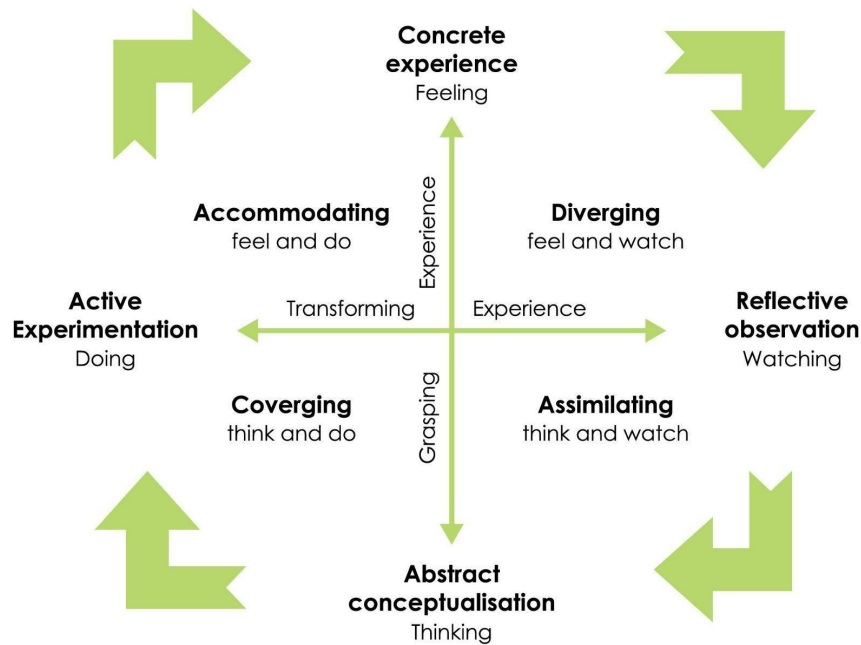 Concrete
experience
Feeling
Accommodating
feel and do
Experience
Diverging
feel and watch
Active
Experimentation
Doing
Transforming
Experience
Reflective
observation
Watching
Coverging
think and do
Grasping
Assimilating
think and watch
Abstract
conceptualisation
Thinking